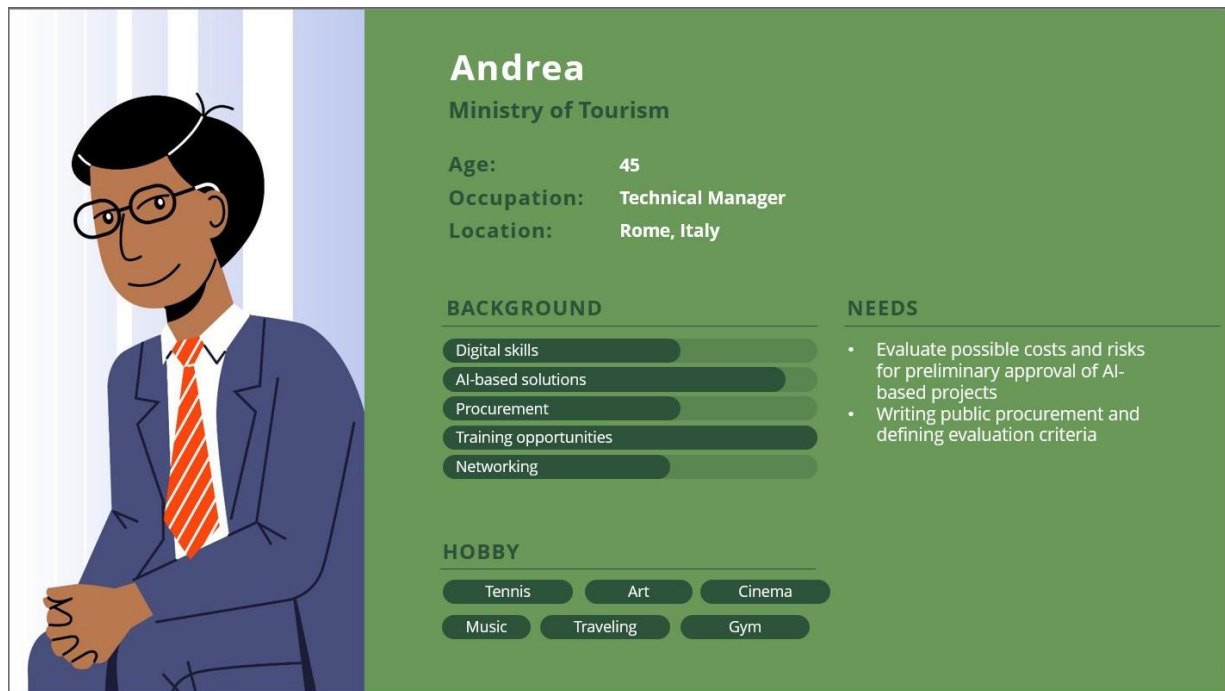 Andrea
Ministry of Tourism
Age: 45
Occupation: Technical Manager
Location: Rome, Italy
BACKGROUND
Digital skills
AI-based solutions
Procurement
Training opportunities
Networking
NEEDS
• Evaluate possible costs and risks
for preliminary approval of AI-
based projects
• Writing public procurement and
defining evaluation criteria
HOBBY
Tennis Art Cinema
Music Traveling Gym